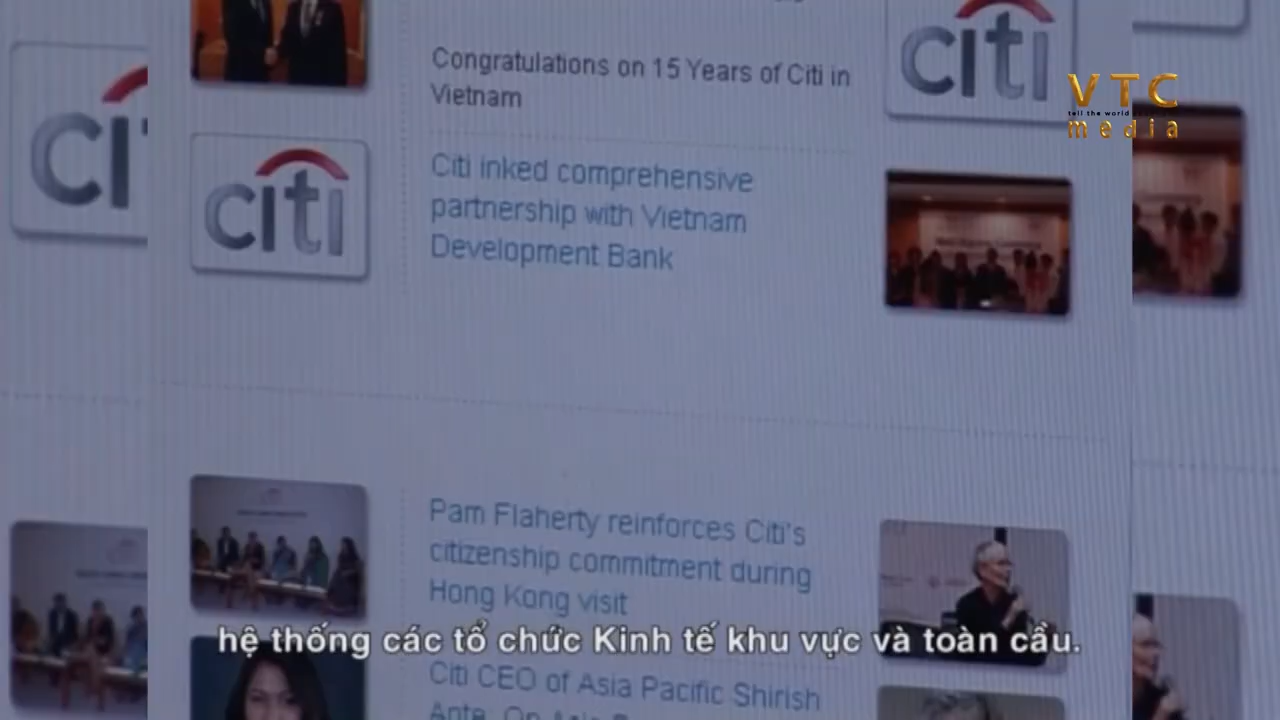 citi
Congratulations on 15 Years of Citi in
Vietnam
citi
VTC
media
Citi inked comprehensive
partnership with Vietnam
Development Bank
Pam Flaherty reinforces Citi's
citizenship commitment during
Hong Kong visit
hệ thống các tổ chức Kinh tế khu vực và toàn cầu.
Citi CEO of Asia Pacific Shirish